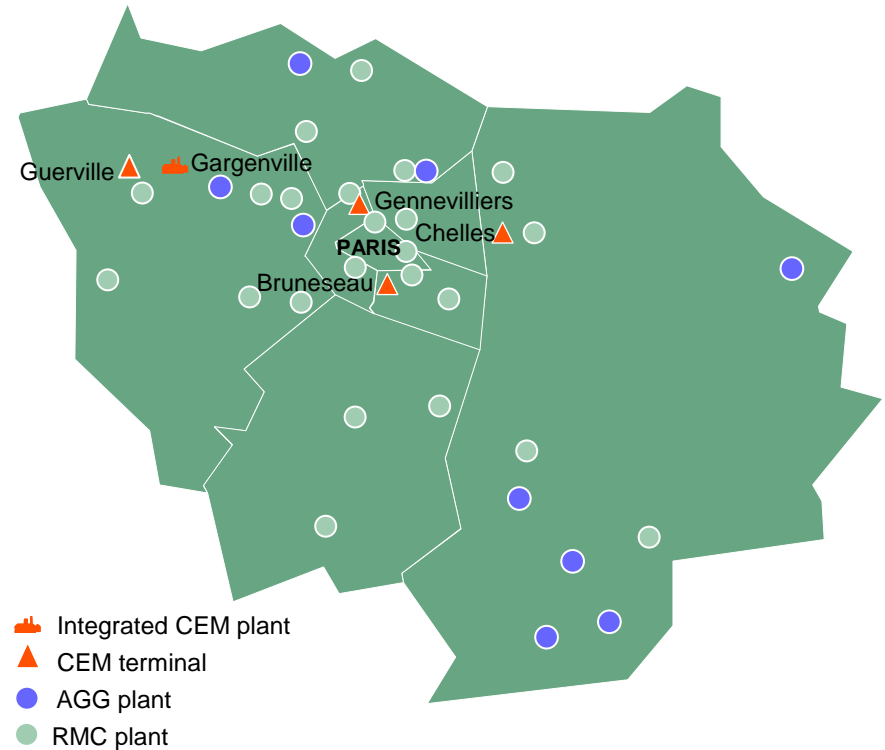 Guerville
Gargenville
Gennevilliers
Chelles
PARIS
Bruneseau
Integrated CEM plant
CEM terminal
AGG plant
RMC plant